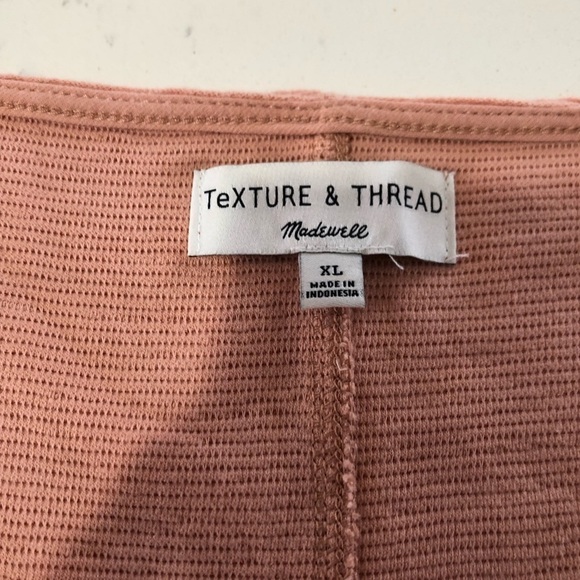 TeXTURE & THREAD
Madewell
XL
MADE IN
INDONESIA